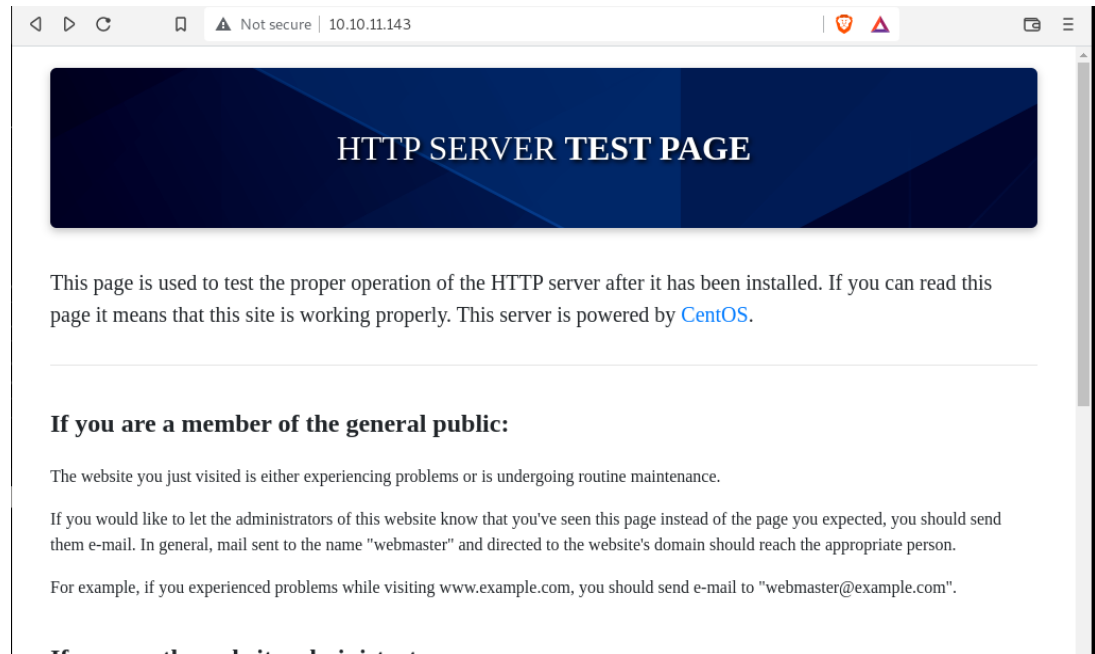 Not secure 10.10.11.143
HTTP SERVER TEST PAGE
This page is used to test the proper operation of the HTTP server after it has been installed. If you can read this
page it means that this site is working properly. This server is powered by CentOS.
If you are a member of the general public:
The website you just visited is either experiencing problems or is undergoing routine maintenance.
If you would like to let the administrators of this website know that you've seen this page instead of the page you expected, you should send
them e-mail. In general, mail sent to the name "webmaster" and directed to the website's domain should reach the appropriate person.
For example, if you experienced problems while visiting www.example.com, you should send e-mail to "webmaster@example.com".